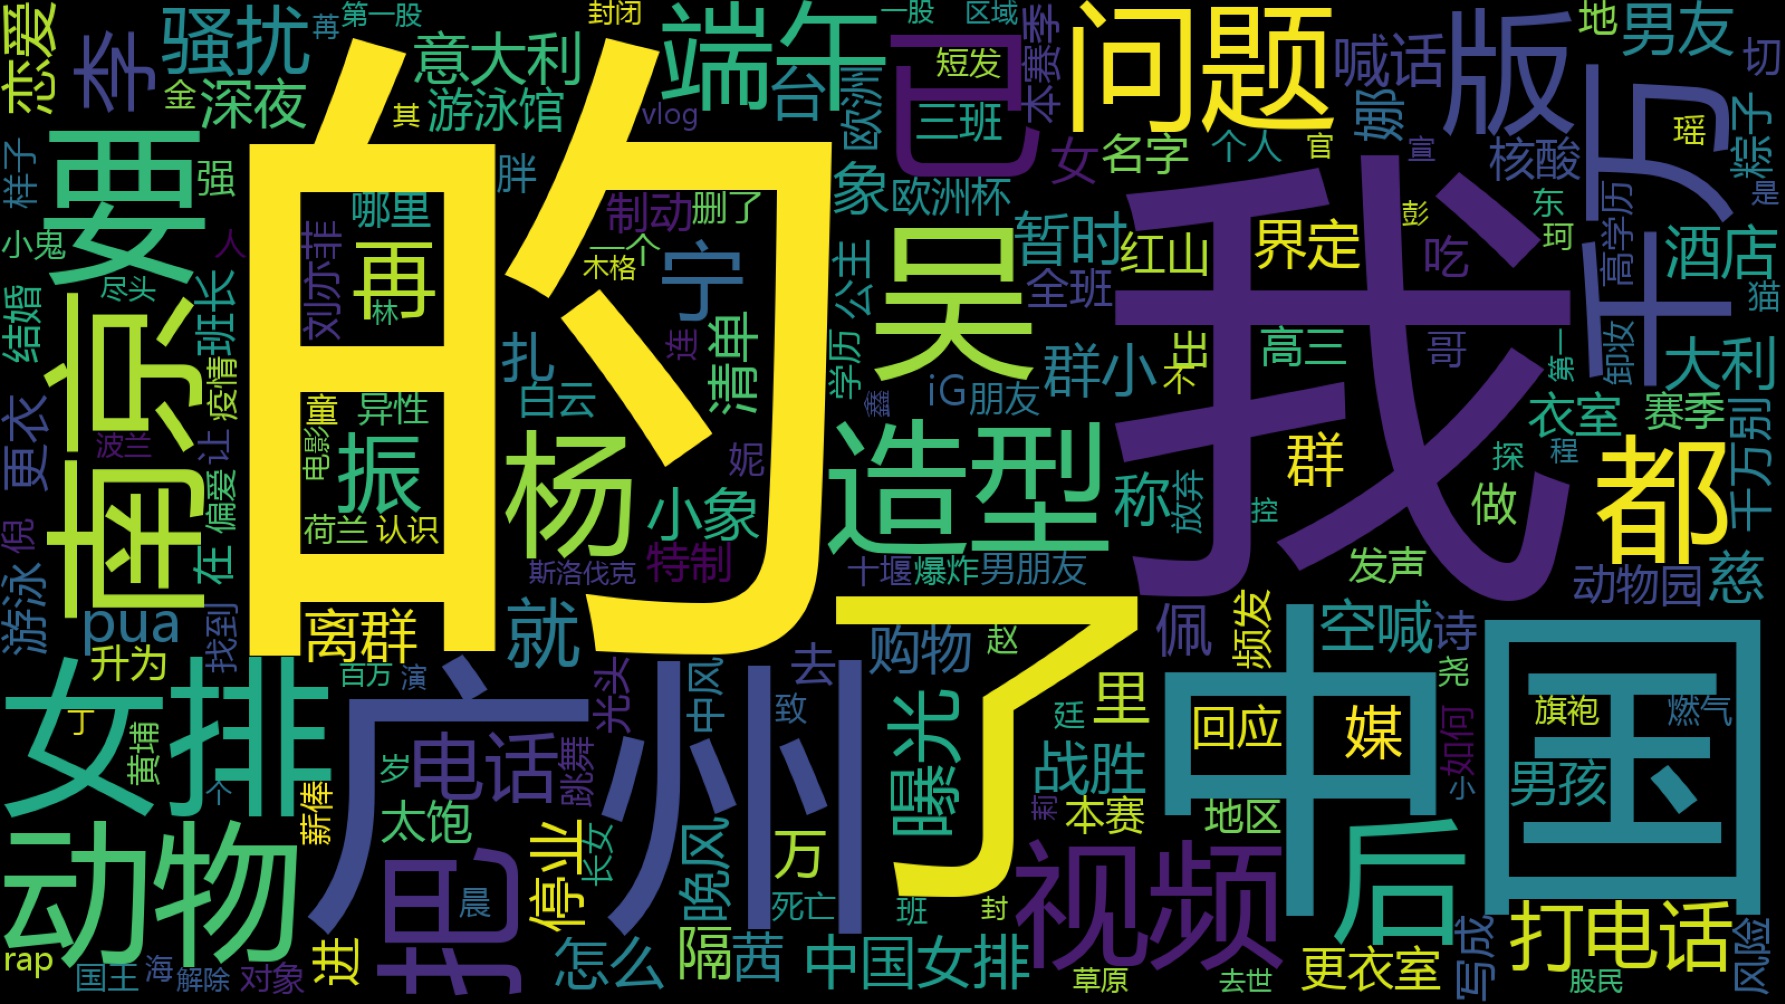 恋爱
李
骚扰
苒
第一股
意大利
封闭
端午
一股
区域
已
问题
喊话
版
地
男友
切
金
深夜
其
游泳馆
vlog
台
欧洲
短发
三班
本赛季
娜
千万
瑶
粽子
样子
要
强
的
胖
象
欧洲杯
女
名字
个人
官
宣
核酸
是
小鬼
人
刘亦菲
哪里
再
林
制动
删了
一个
木格
宁
公主
吴
暂时
全班
红山
界定
我
彭
吃
高学历
东
珂
酒店
猫
尽头
结婚
班长
南京
疫情
童
异性
扎
白云
连
清单
学历
鑫
iG
朋友
群小
不
出
高三
哥
第一
卸妆
大利
更衣
波兰
让
偏爱
电影
振
杨
妮
造型
群
称
放弃
控
做
探
程
衣室
赛季
都
千万别
倪
在
荷兰
认识
小象
特制
斯洛伐克
十堰
爆炸
男朋友
发声
动物园
慈
游泳
pua
升为
找到
离群
就
购物
赵
了
佩
频发
空喊
诗
女排
百万
演
广州
光头
中风
去
致
曝光
廷
里
中国
回应
媒
尧
如何
旗袍
燃气
丁
黄埔
个
岁
电话
跳舞
太饱
薪俸
战胜
莉
本赛
地区
小
男孩
动物
把
晨
停业
长女
晚风
万
死亡
班
封
视频
后
写成
打电话
风险
rap
国王
海
解除
对象
进
怎么
隔
茜
中国女排
草原
去世
更衣室
股民